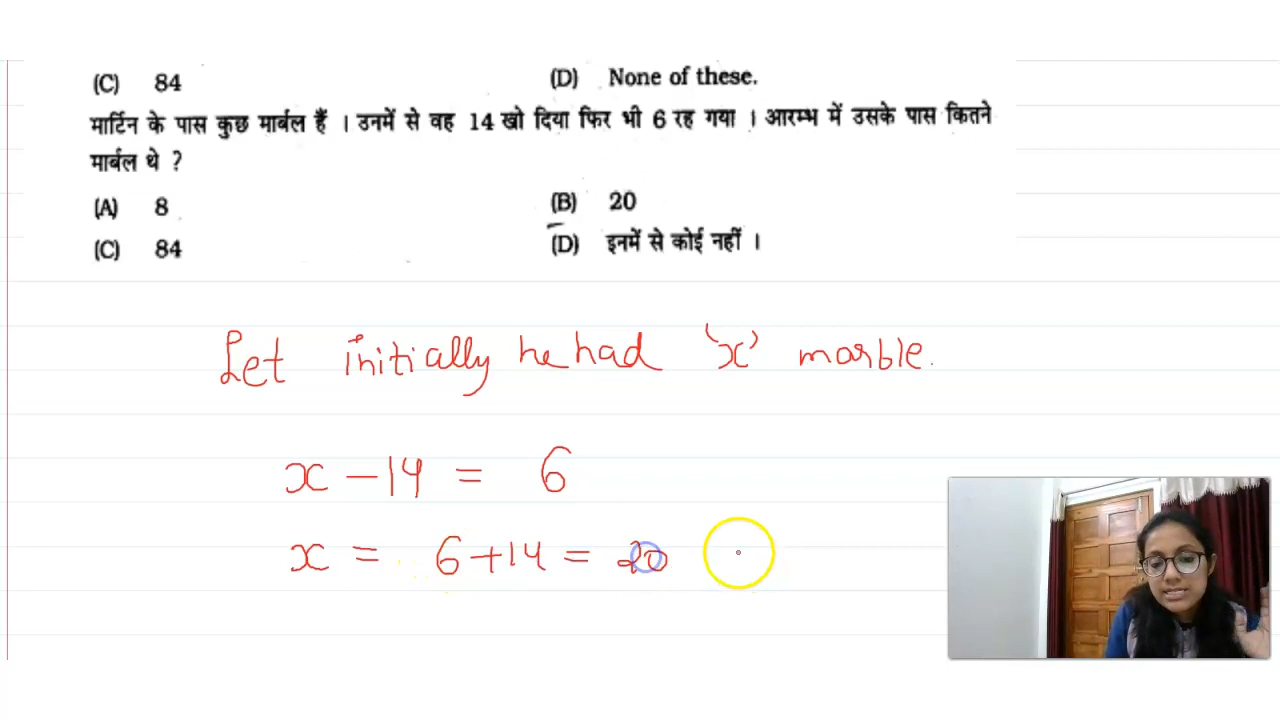 (C) 84 (D) None of these.
मार्टिन के पास कुछ मार्बल हैं । उनमें से वह 14 खो दिया फिर भी 6 रह गया । आरम्भ में उसके पास कितने
मार्बल थे ?
(A) 8 (B) 20
(C) 84 (D) इनमें से कोई नहीं ।
Let initially he had 'x' marble.
x - 14 = 6
x = 6 + 14 = 20